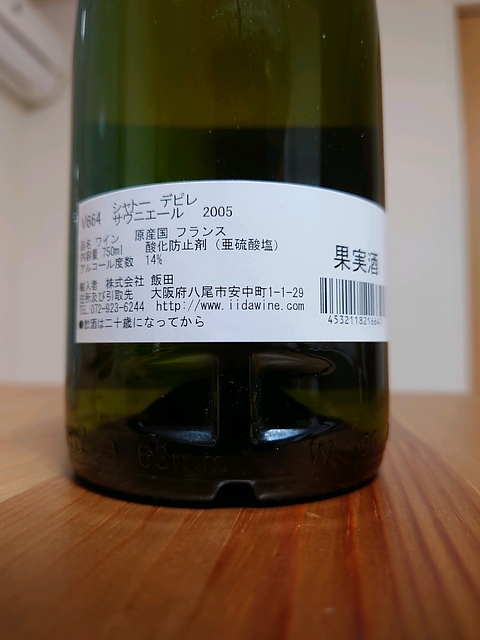 V664 シャトー デピレ
サヴニエール 2005
品名 ワイン 原産国 フランス
内容量 750ml 酸化防止剤（亜硫酸塩）
アルコール度数 14%
果実酒
輸入者 株式会社 飯田
住所及び引取先 大阪府八尾市安中町1-1-29
TEL.072-923-6244 http://www.iidawine.com
●飲酒は二十歳になってから